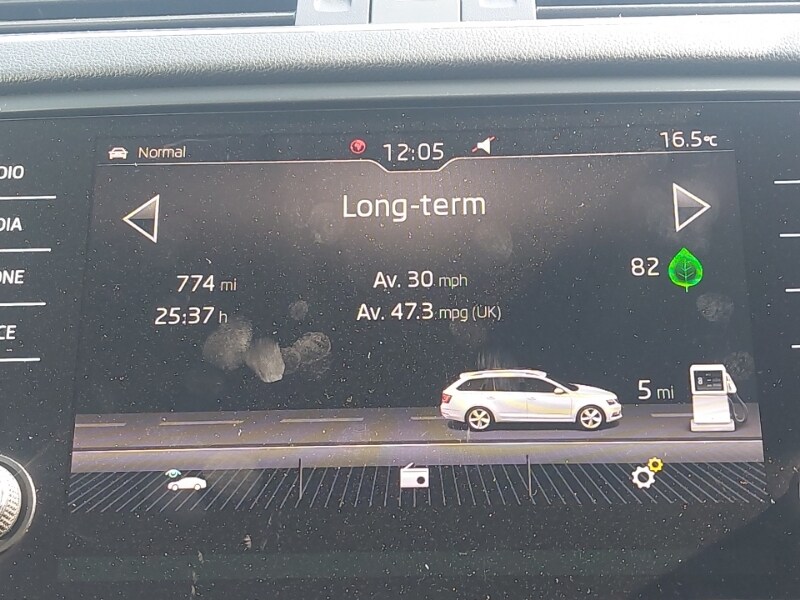 Normal 12:05 16.5°C
DIO
Long-term
DIA
774 mi Av. 30 mph 82
ONE
25:37 h Av. 47.3 mpg (UK)
CE
5 mi